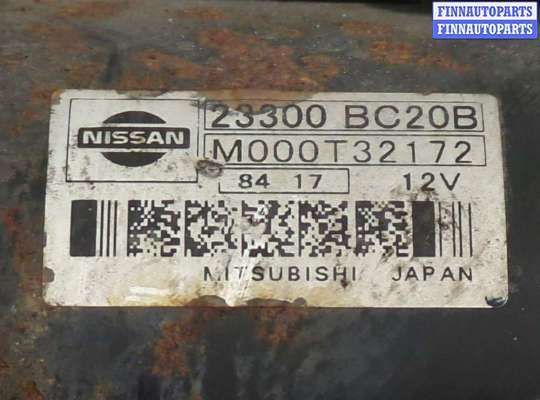 FINNAUTOPARTS
FINNAUTOPARTS
NISSAN
23300 BC20B
M000T32172
84 17 12V
MITSUBISHI JAPAN